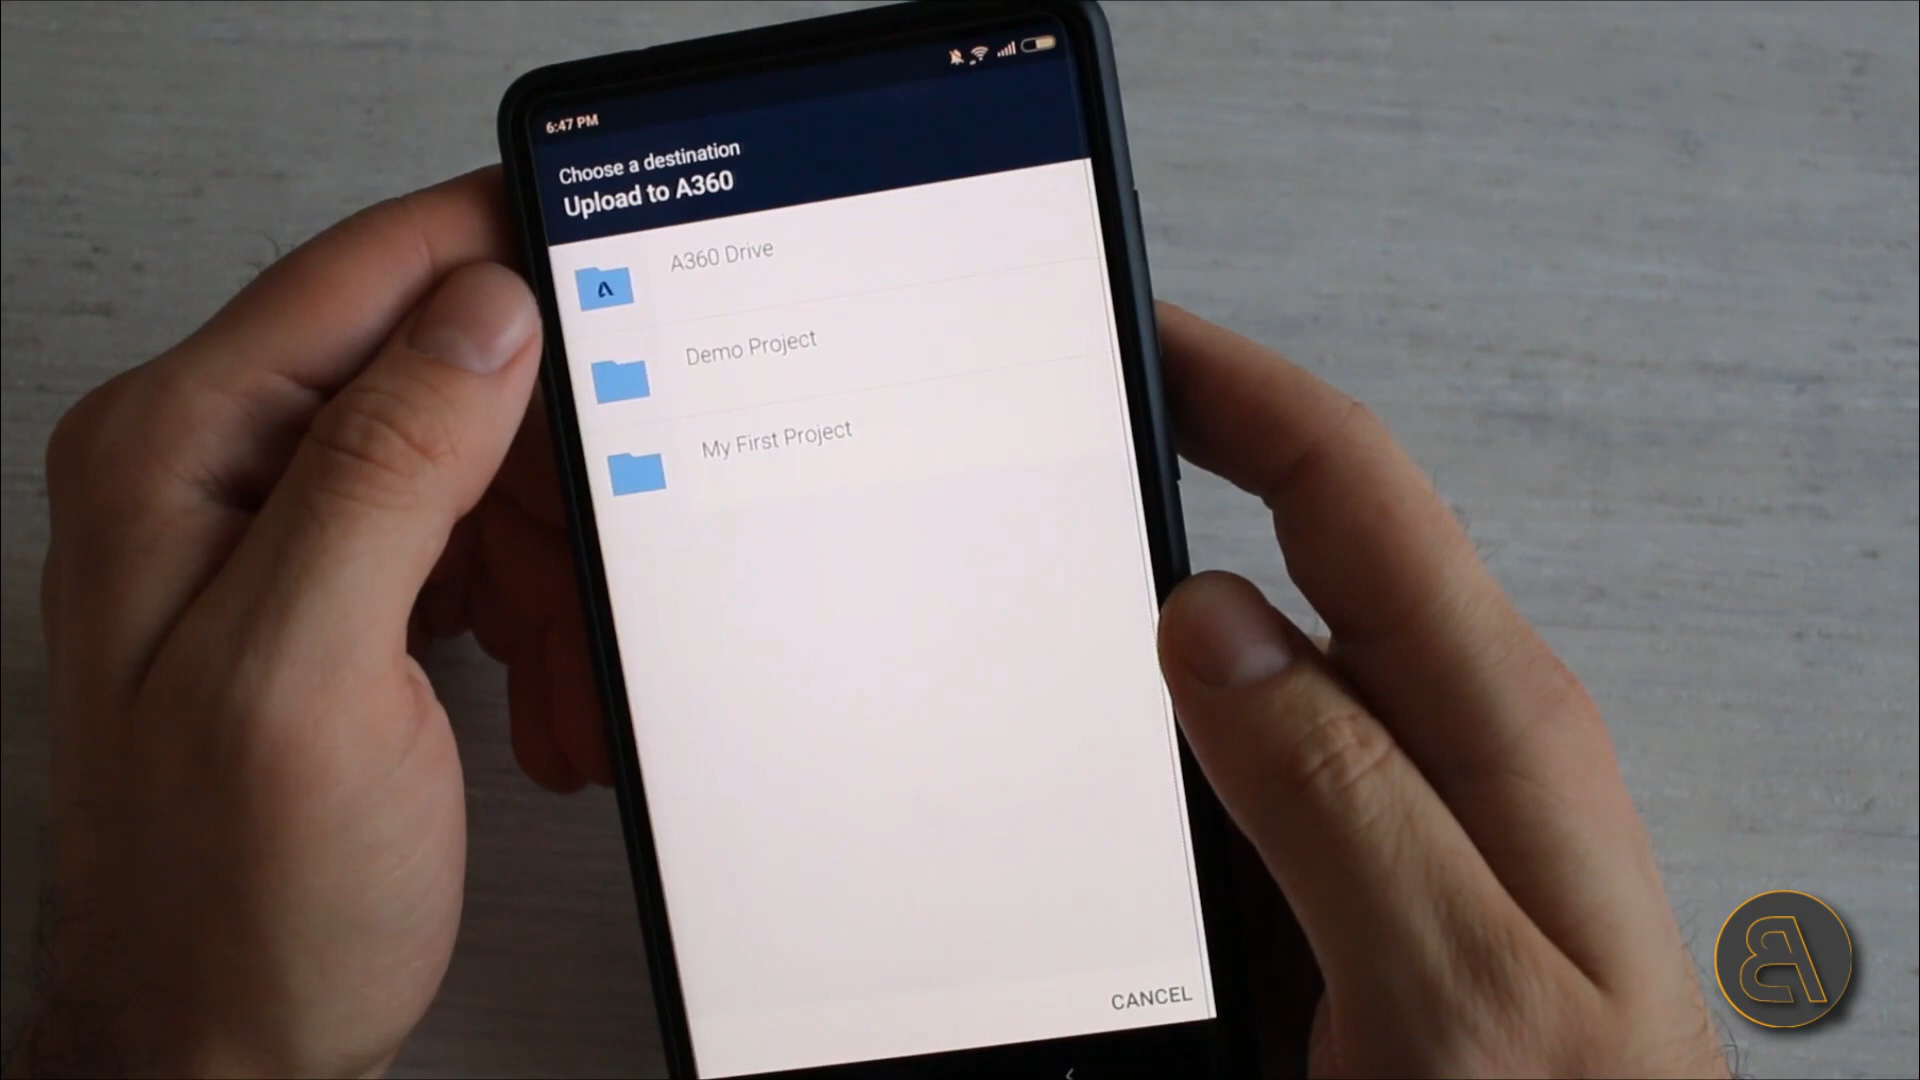 6:47 PM
Choose a destination
Upload to A360
A360 Drive
Demo Project
My First Project
CANCEL